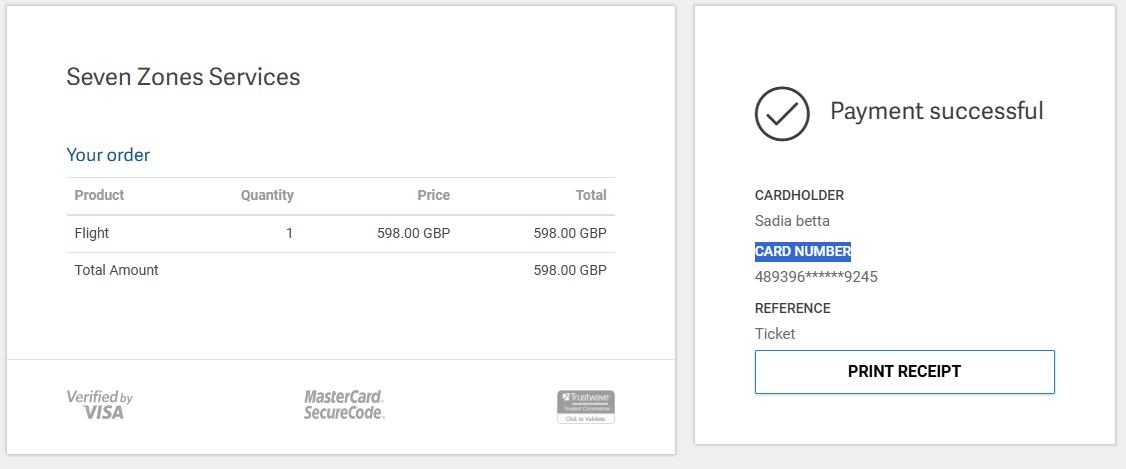 Seven Zones Services
Your order
Product Quantity Price Total
Flight 1 598.00 GBP 598.00 GBP
Total Amount 598.00 GBP
Verified by
VISA
MasterCard.
SecureCode.
Trustwave
Trusted Commerce
Click to Validate
Payment successful
CARDHOLDER
Sadia betta
CARD NUMBER
489396******9245
REFERENCE
Ticket
PRINT RECEIPT